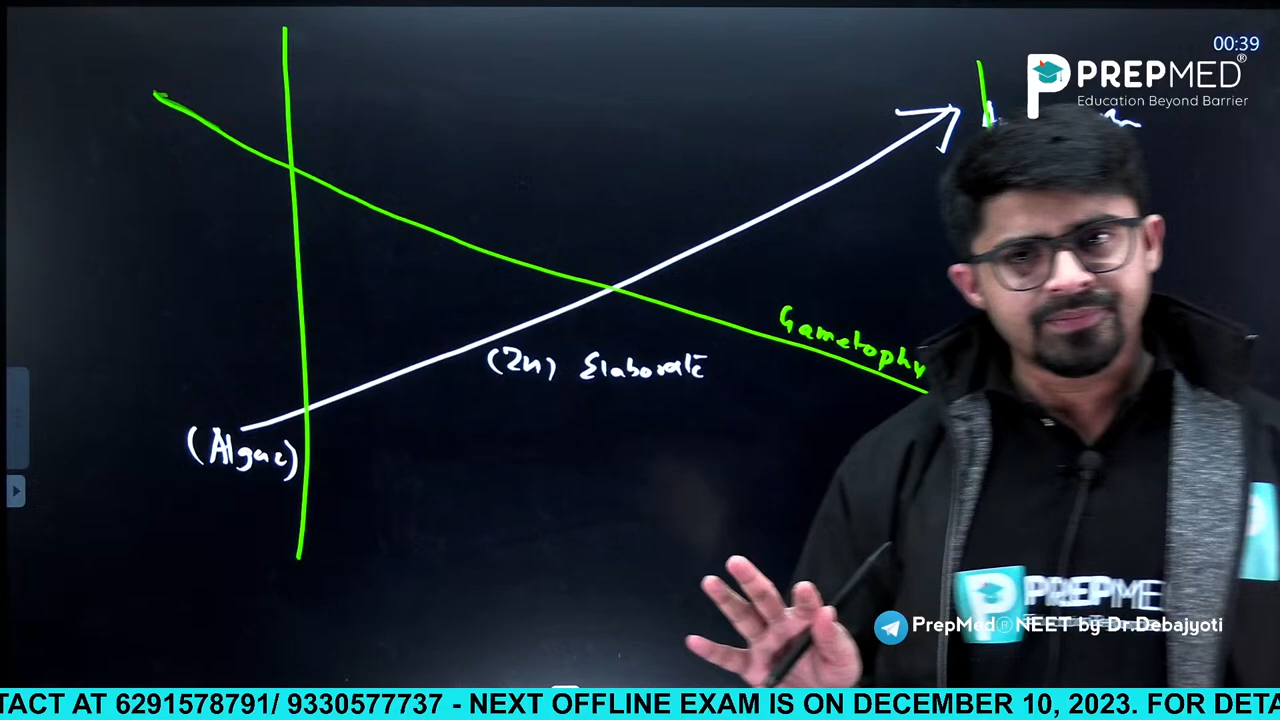 00:39
PREPMED®
Education Beyond Barrier
Gametophy
(2n) Elaborate
(Algae)
PREPMED
PrepMed® NEET by Dr.Debajyoti
TACT AT 6291578791/ 9330577737 - NEXT OFFLINE EXAM IS ON DECEMBER 10, 2023. FOR DETA